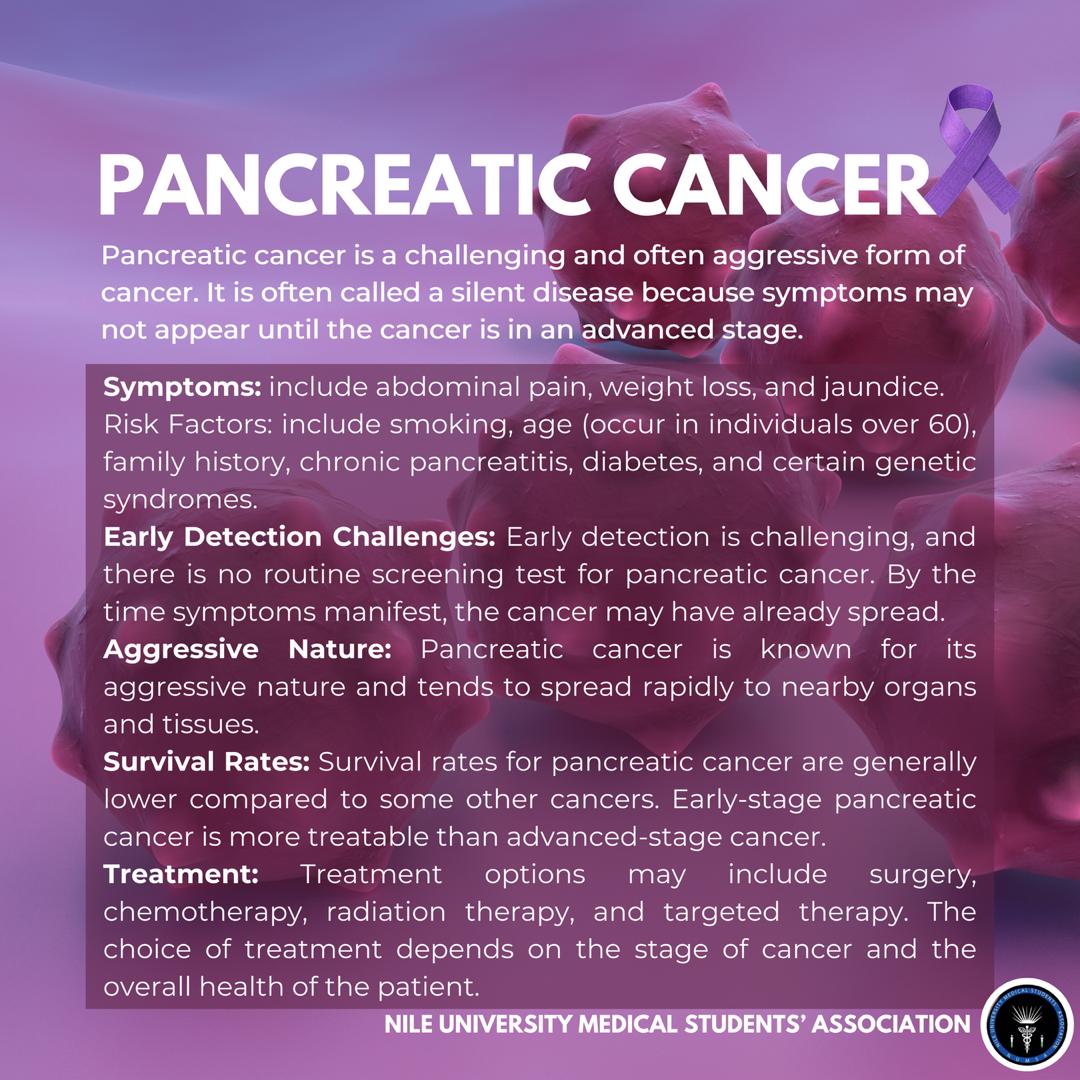 PANCREATIC CANCER
Pancreatic cancer is a challenging and often aggressive form of
cancer. It is often called a silent disease because symptoms may
not appear until the cancer is in an advanced stage.
Symptoms: include abdominal pain, weight loss, and jaundice.
Risk Factors: include smoking, age (occur in individuals over 60),
family history, chronic pancreatitis, diabetes, and certain genetic
syndromes.
Early Detection Challenges: Early detection is challenging, and
there is no routine screening test for pancreatic cancer. By the
time symptoms manifest, the cancer may have already spread.
Aggressive Nature: Pancreatic cancer is known for its
aggressive nature and tends to spread rapidly to nearby organs
and tissues.
Survival Rates: Survival rates for pancreatic cancer are generally
lower compared to some other cancers. Early-stage pancreatic
cancer is more treatable than advanced-stage cancer.
Treatment: Treatment options may include surgery,
chemotherapy, radiation therapy, and targeted therapy. The
choice of treatment depends on the stage of cancer and the
overall health of the patient.
NILE UNIVERSITY MEDICAL STUDENTS’ ASSOCIATION
NILE UNIVERSITY MEDICAL STUDENTS' ASSOCIATION
N U M S A